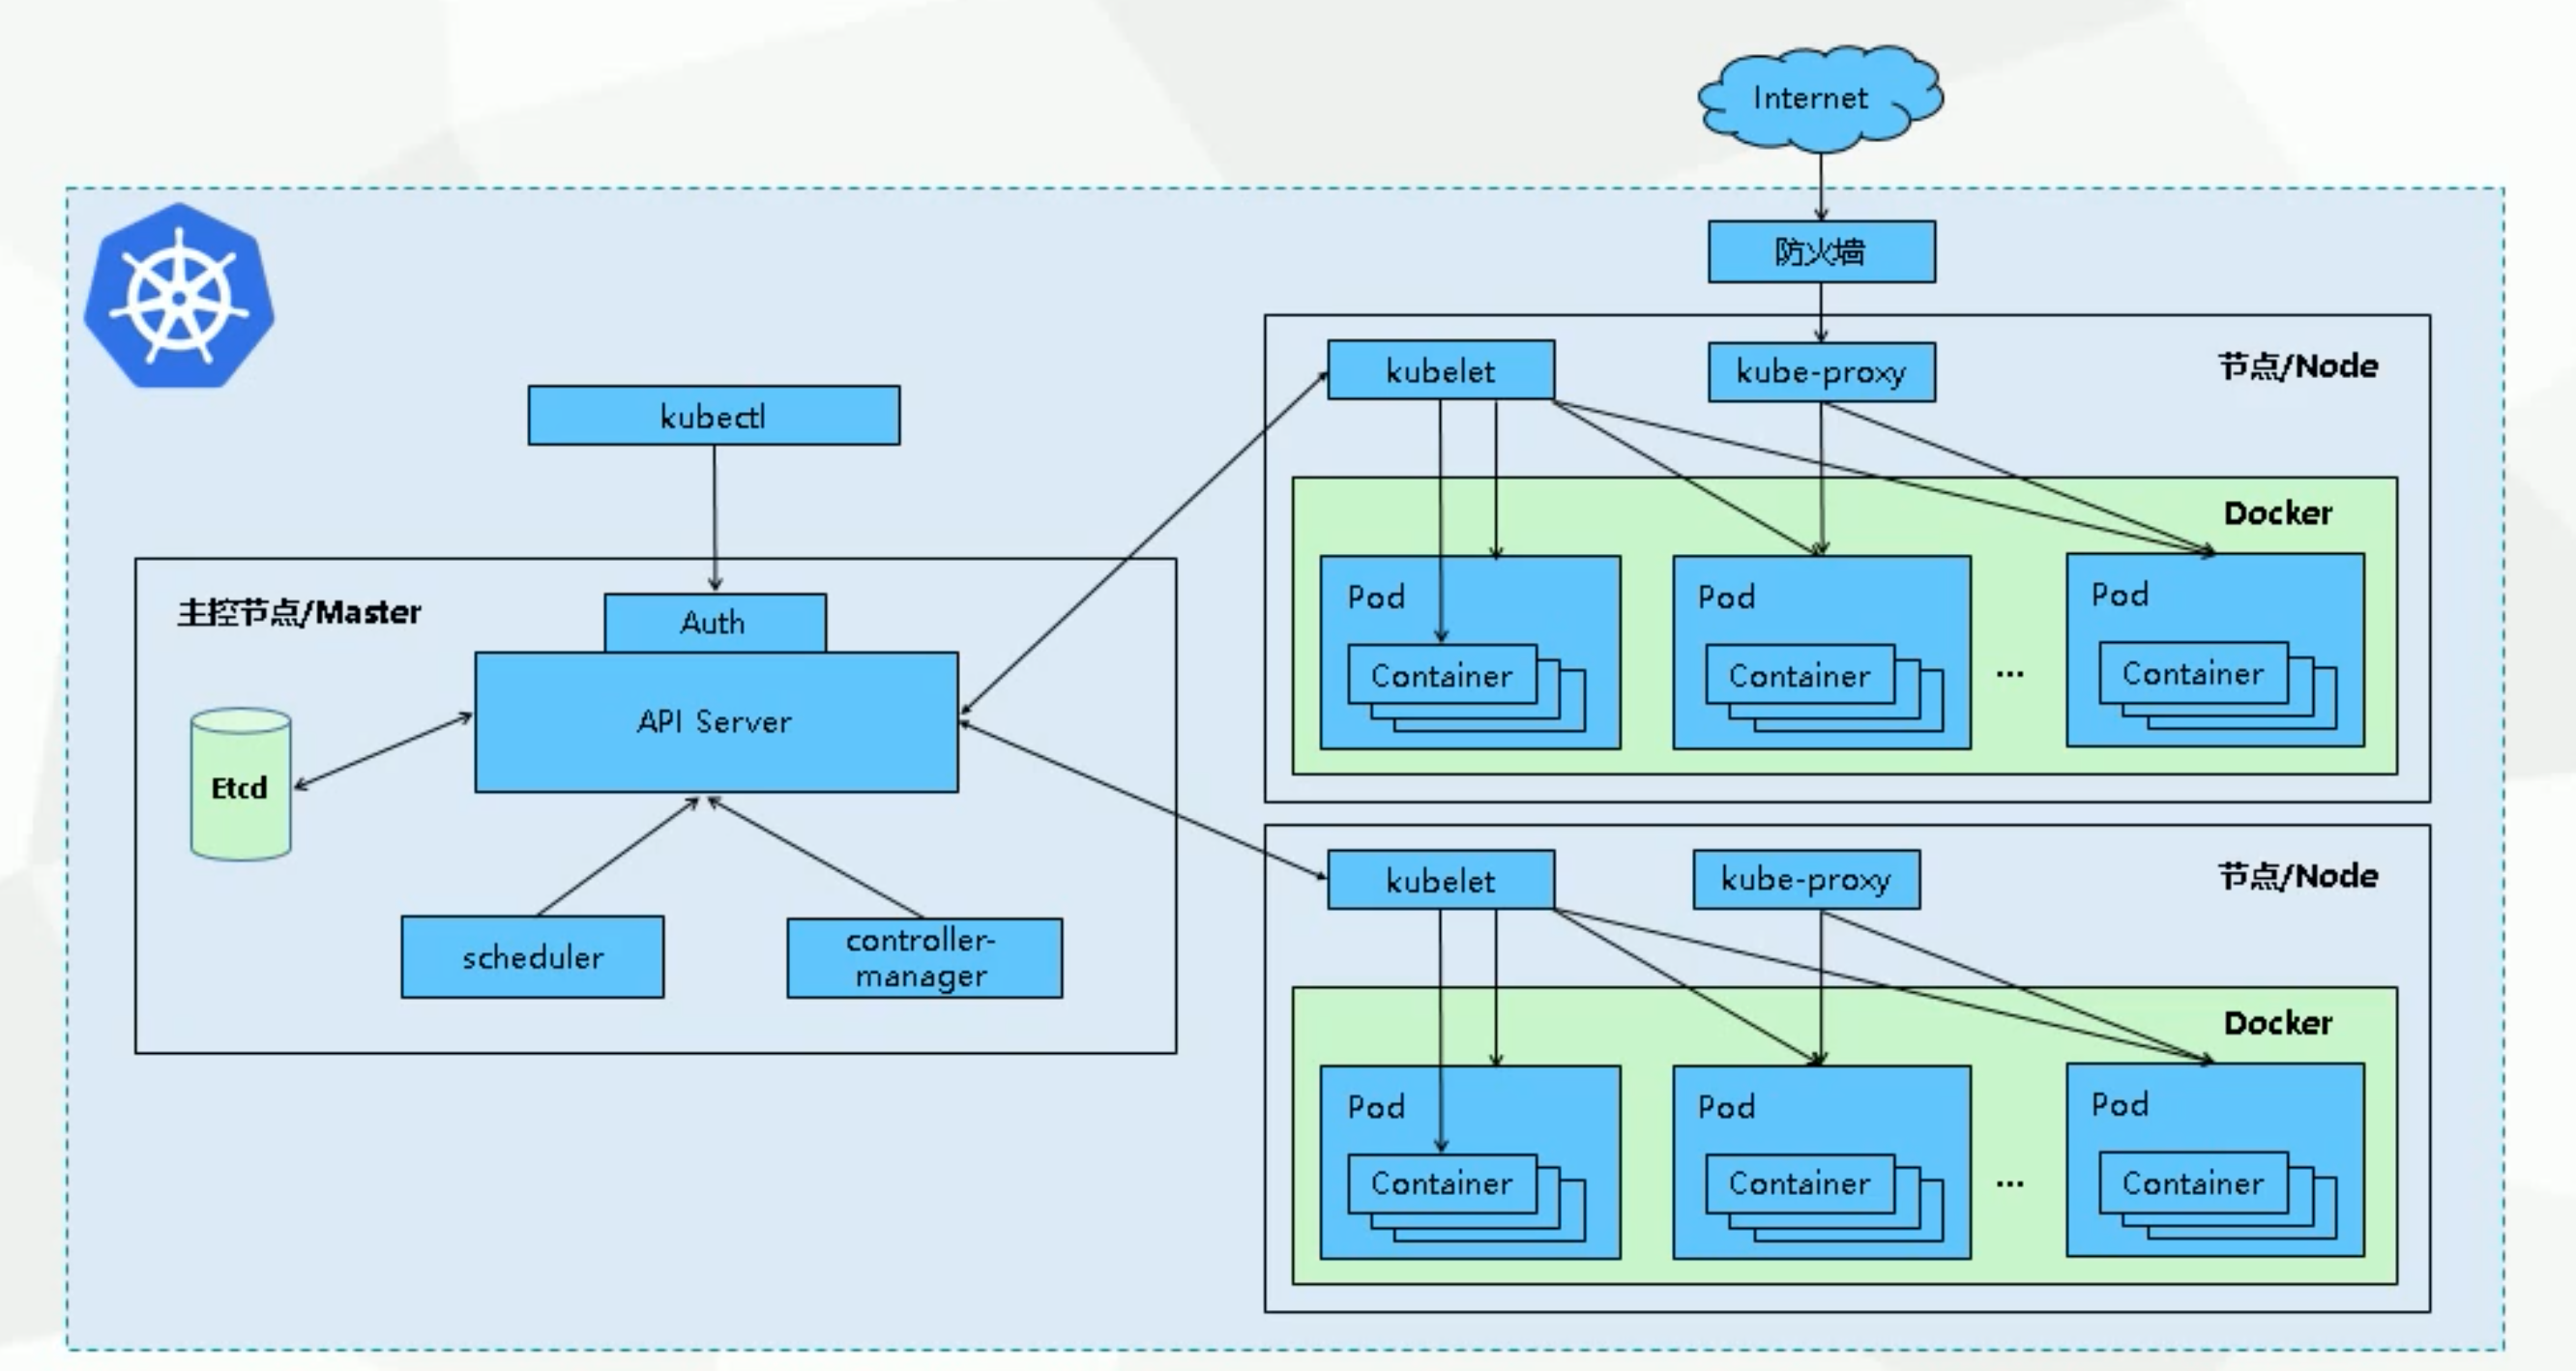 Internet
防火墙
kubelet
kube-proxy
节点/Node
kubectl
Docker
主控节点/Master
Auth
Pod
Pod
Pod
Container
Container
...
Container
API Server
Etcd
scheduler
controller-
manager
kubelet
kube-proxy
节点/Node
Docker
Pod
Pod
Pod
Container
Container
...
Container